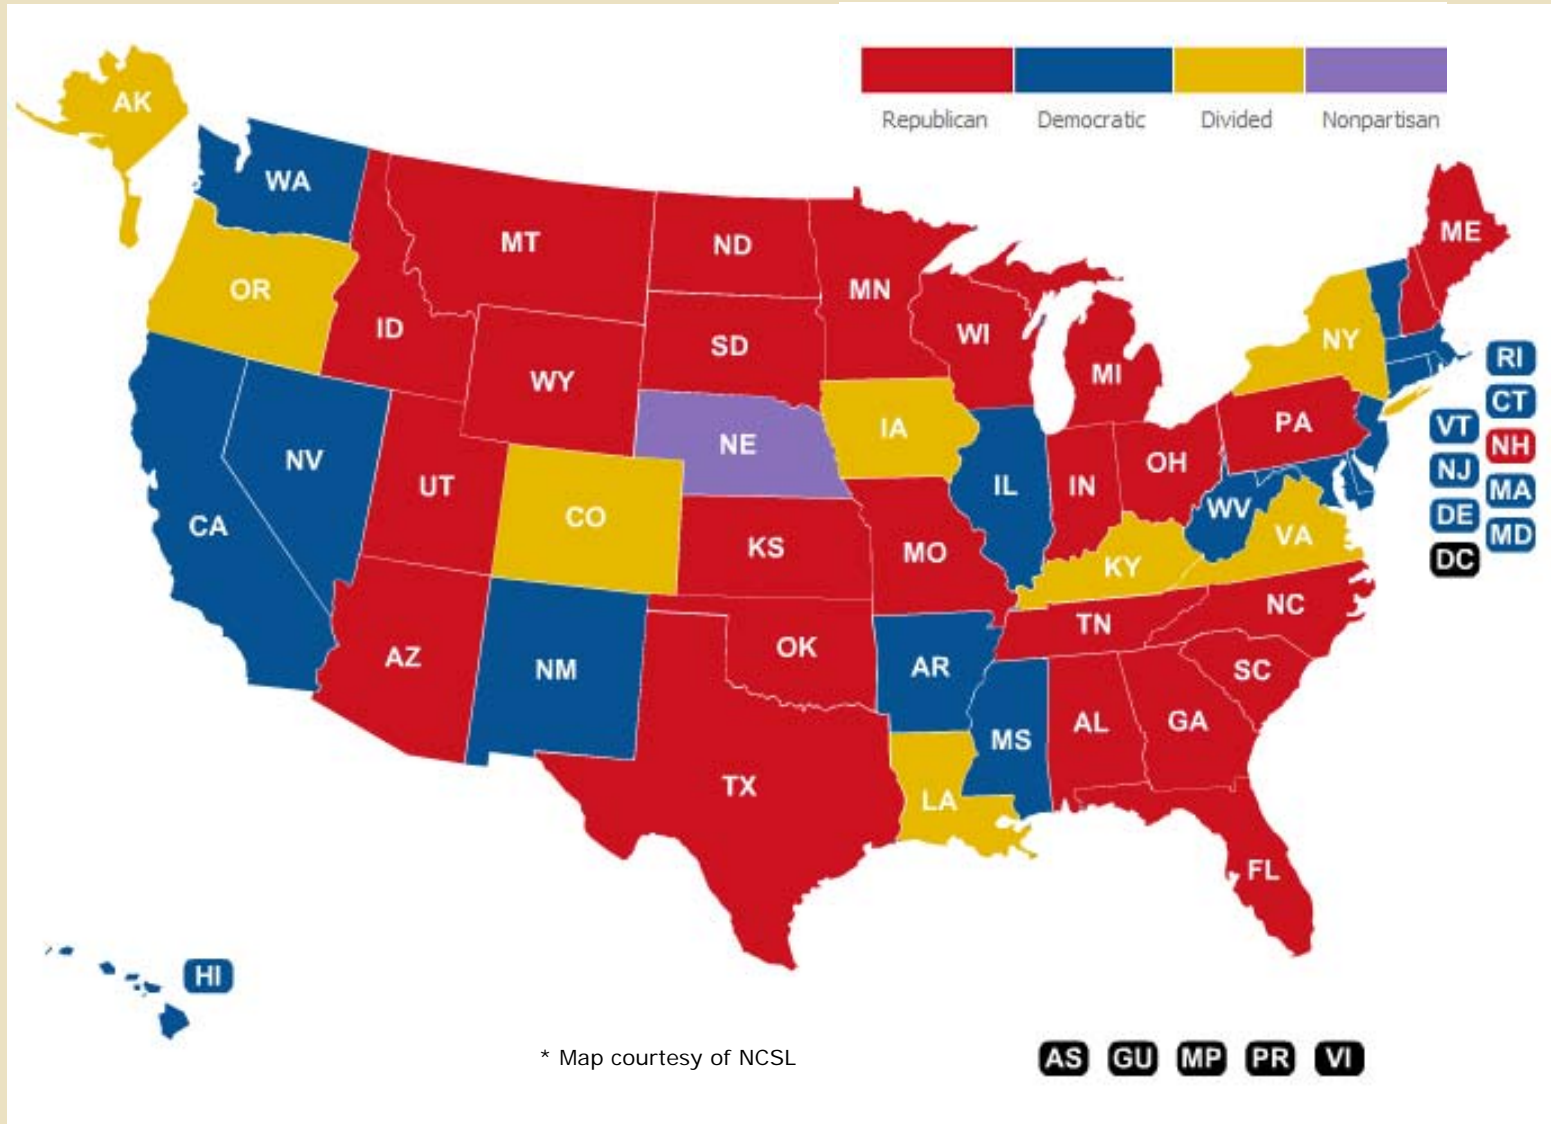 AK
Republican Democratic Divided Nonpartisan
WA
MT
ND
ME
OR
MN
ID
WI
NY
SD
RI
WY
MI
CT
PA
VT
IA
NE
NH
NV
OH
NJ
UT
IL
IN
MA
WV
CO
DE
CA
VA
MD
KS
MO
DC
KY
NC
TN
OK
AZ
AR
SC
NM
GA
AL
MS
TX
LA
FL
HI
* Map courtesy of NCSL
AS GU MP PR VI